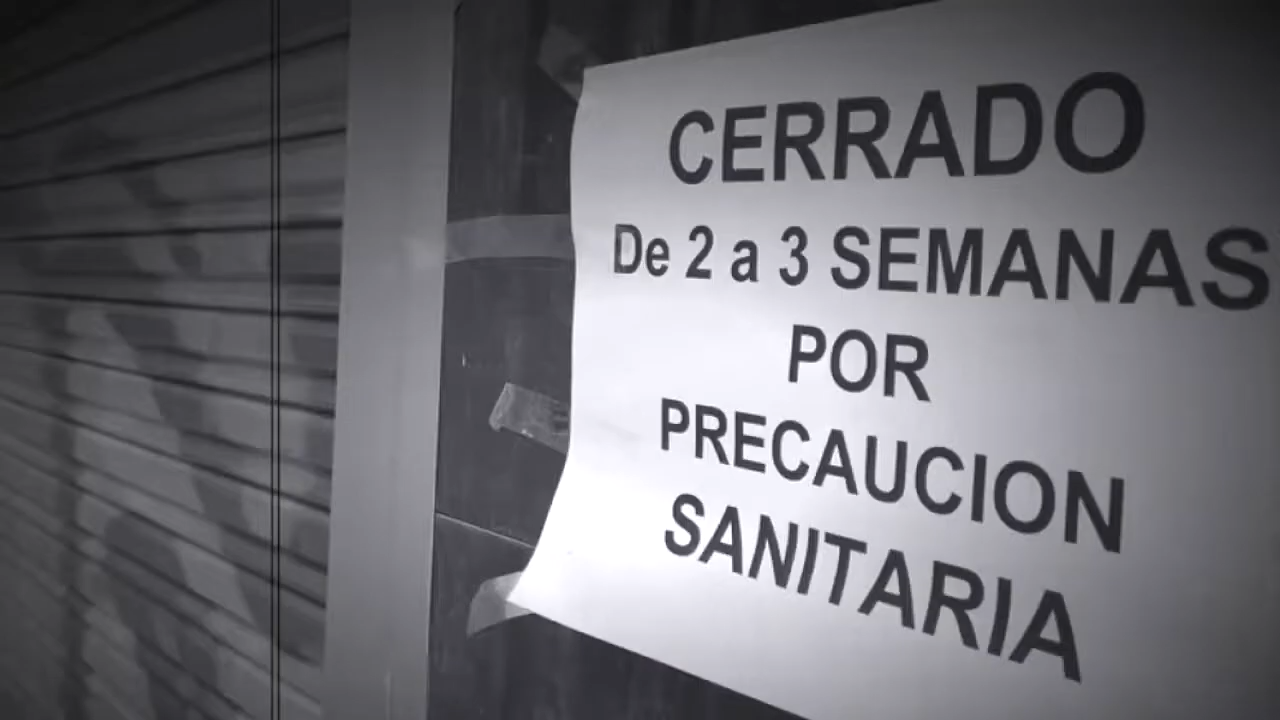 CERRADO
De 2 a 3 SEMANAS
POR
PRECAUCION
SANITARIA